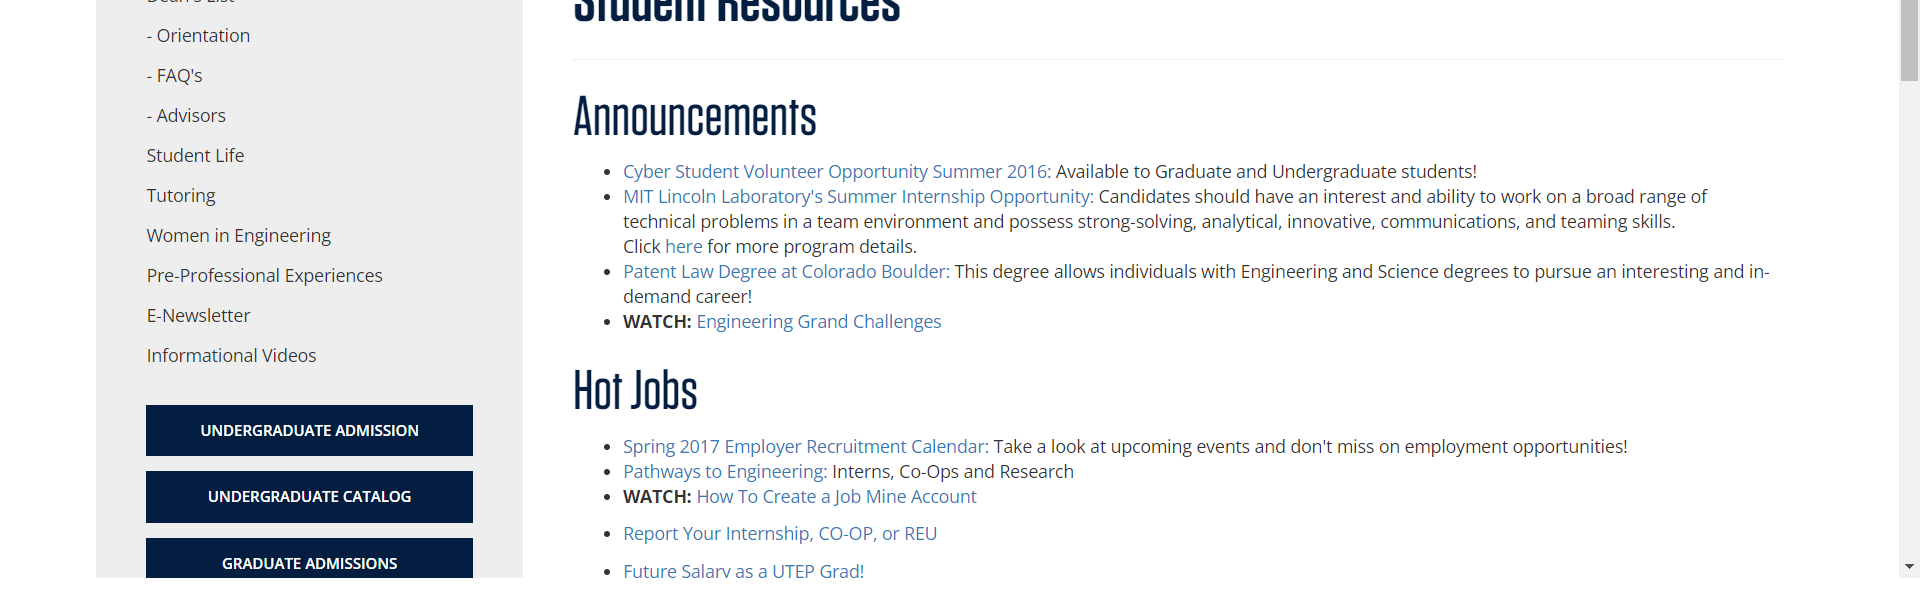 Dean's List
- Orientation
- FAQ's
- Advisors
Student Life
Tutoring
Women in Engineering
Pre-Professional Experiences
E-Newsletter
Informational Videos
UNDERGRADUATE ADMISSION
UNDERGRADUATE CATALOG
GRADUATE ADMISSIONS
Student Resources
Announcements
Cyber Student Volunteer Opportunity Summer 2016: Available to Graduate and Undergraduate students!
MIT Lincoln Laboratory's Summer Internship Opportunity: Candidates should have an interest and ability to work on a broad range of
technical problems in a team environment and possess strong-solving, analytical, innovative, communications, and teaming skills.
Click here for more program details.
Patent Law Degree at Colorado Boulder: This degree allows individuals with Engineering and Science degrees to pursue an interesting and in-
demand career!
WATCH: Engineering Grand Challenges
Hot Jobs
Spring 2017 Employer Recruitment Calendar: Take a look at upcoming events and don't miss on employment opportunities!
Pathways to Engineering: Interns, Co-Ops and Research
WATCH: How To Create a Job Mine Account
Report Your Internship, CO-OP, or REU
Future Salary as a UTEP Grad!